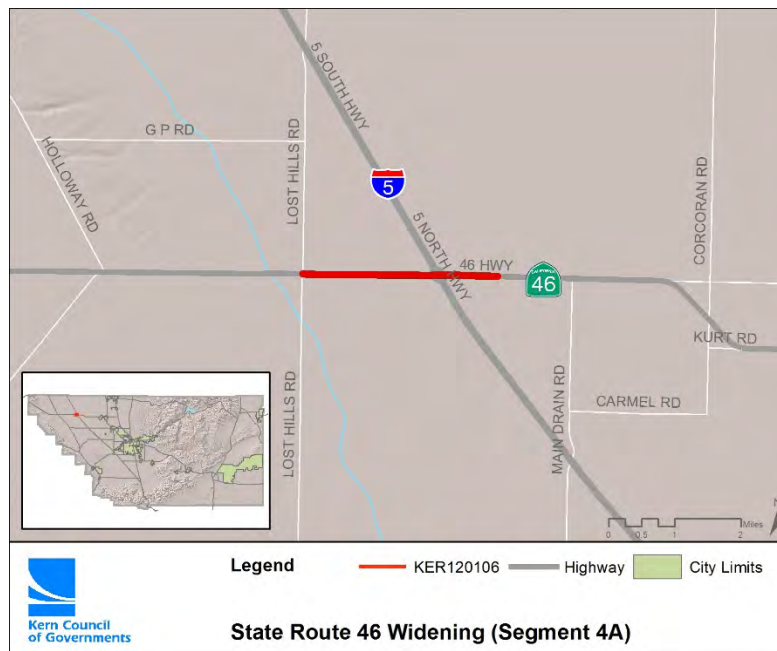 5 SOUTH HWY
G P RD
HOLLOWAY RD
LOST HILLS RD
5
5 NORTH HWY
46 HWY
CALIFORNIA
46
CORCORAN RD
KURT RD
CARMEL RD
MAIN DRAIN RD
LOST HILLS RD
N
Miles
0 0.5 1 2
Legend
KER120106
Highway
City Limits
Kern Council
of Governments
State Route 46 Widening (Segment 4A)